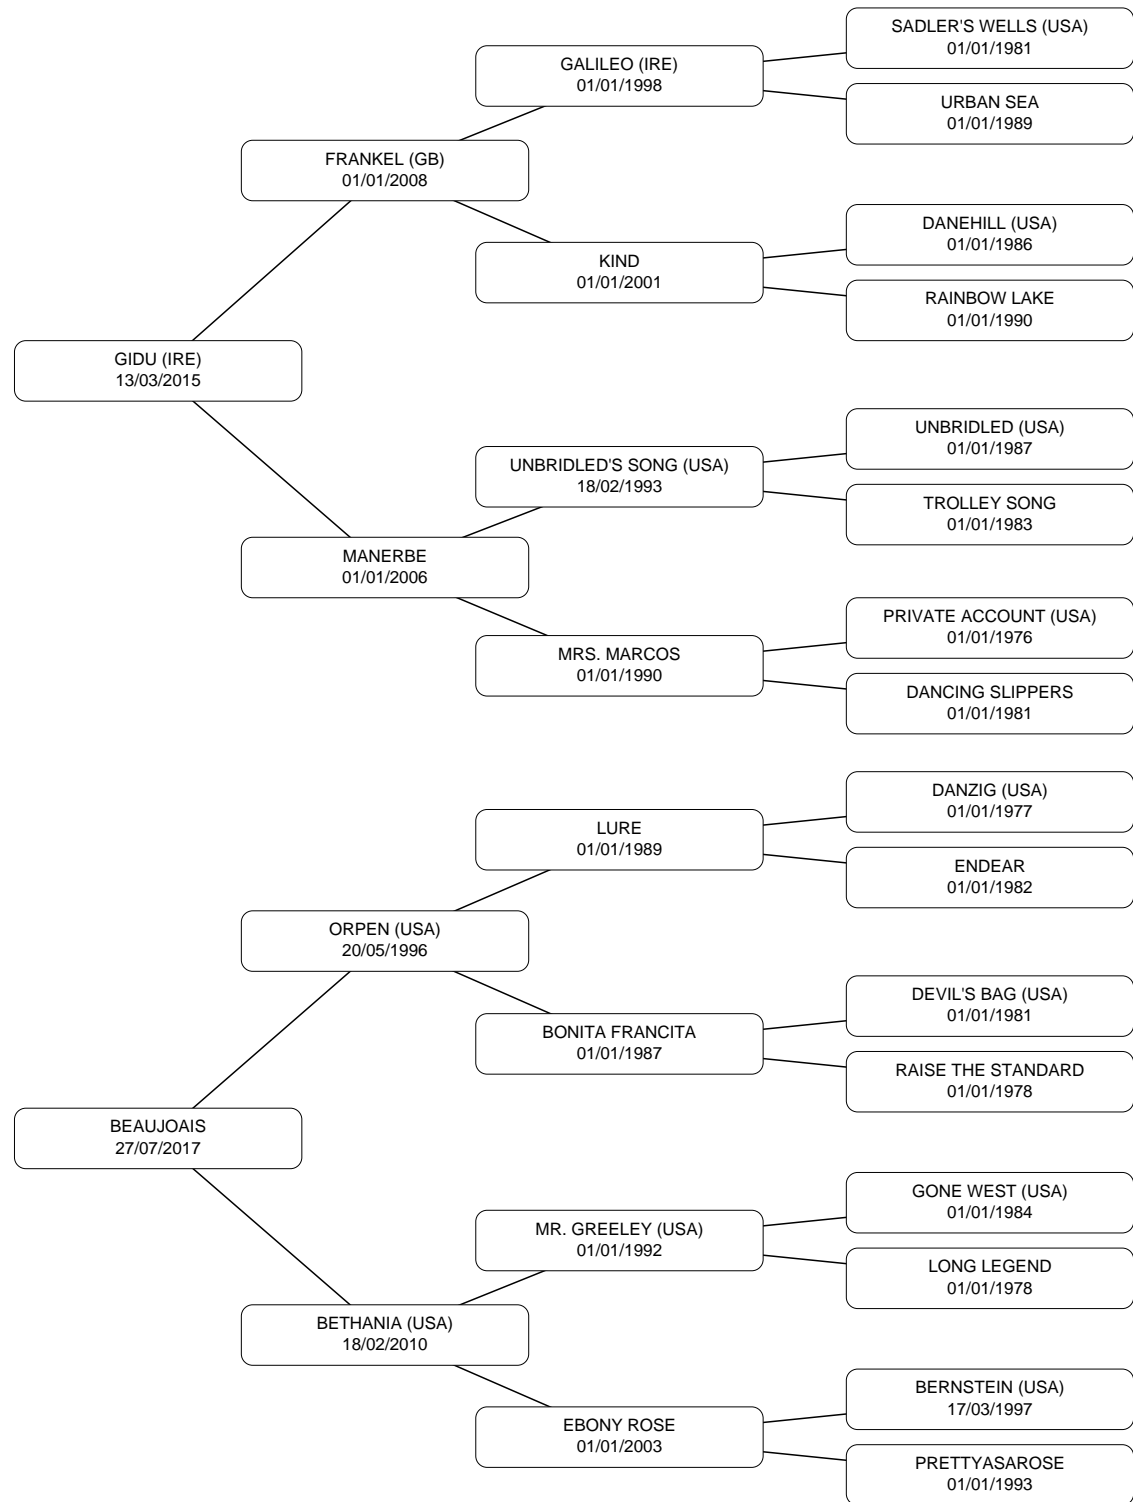 SADLER'S WELLS (USA)
01/01/1981
GALILEO (IRE)
01/01/1998
URBAN SEA
01/01/1989
FRANKEL (GB)
01/01/2008
DANEHILL (USA)
01/01/1986
KIND
01/01/2001
RAINBOW LAKE
01/01/1990
GIDU (IRE)
13/03/2015
UNBRIDLED (USA)
01/01/1987
UNBRIDLED'S SONG (USA)
18/02/1993
TROLLEY SONG
01/01/1983
MANERBE
01/01/2006
PRIVATE ACCOUNT (USA)
01/01/1976
MRS. MARCOS
01/01/1990
DANCING SLIPPERS
01/01/1981
DANZIG (USA)
01/01/1977
LURE
01/01/1989
ENDEAR
01/01/1982
ORPEN (USA)
20/05/1996
DEVIL'S BAG (USA)
01/01/1981
BONITA FRANCITA
01/01/1987
RAISE THE STANDARD
01/01/1978
BEAUJOAIS
27/07/2017
GONE WEST (USA)
01/01/1984
MR. GREELEY (USA)
01/01/1992
LONG LEGEND
01/01/1978
BETHANIA (USA)
18/02/2010
BERNSTEIN (USA)
17/03/1997
EBONY ROSE
01/01/2003
PRETTYASAROSE
01/01/1993